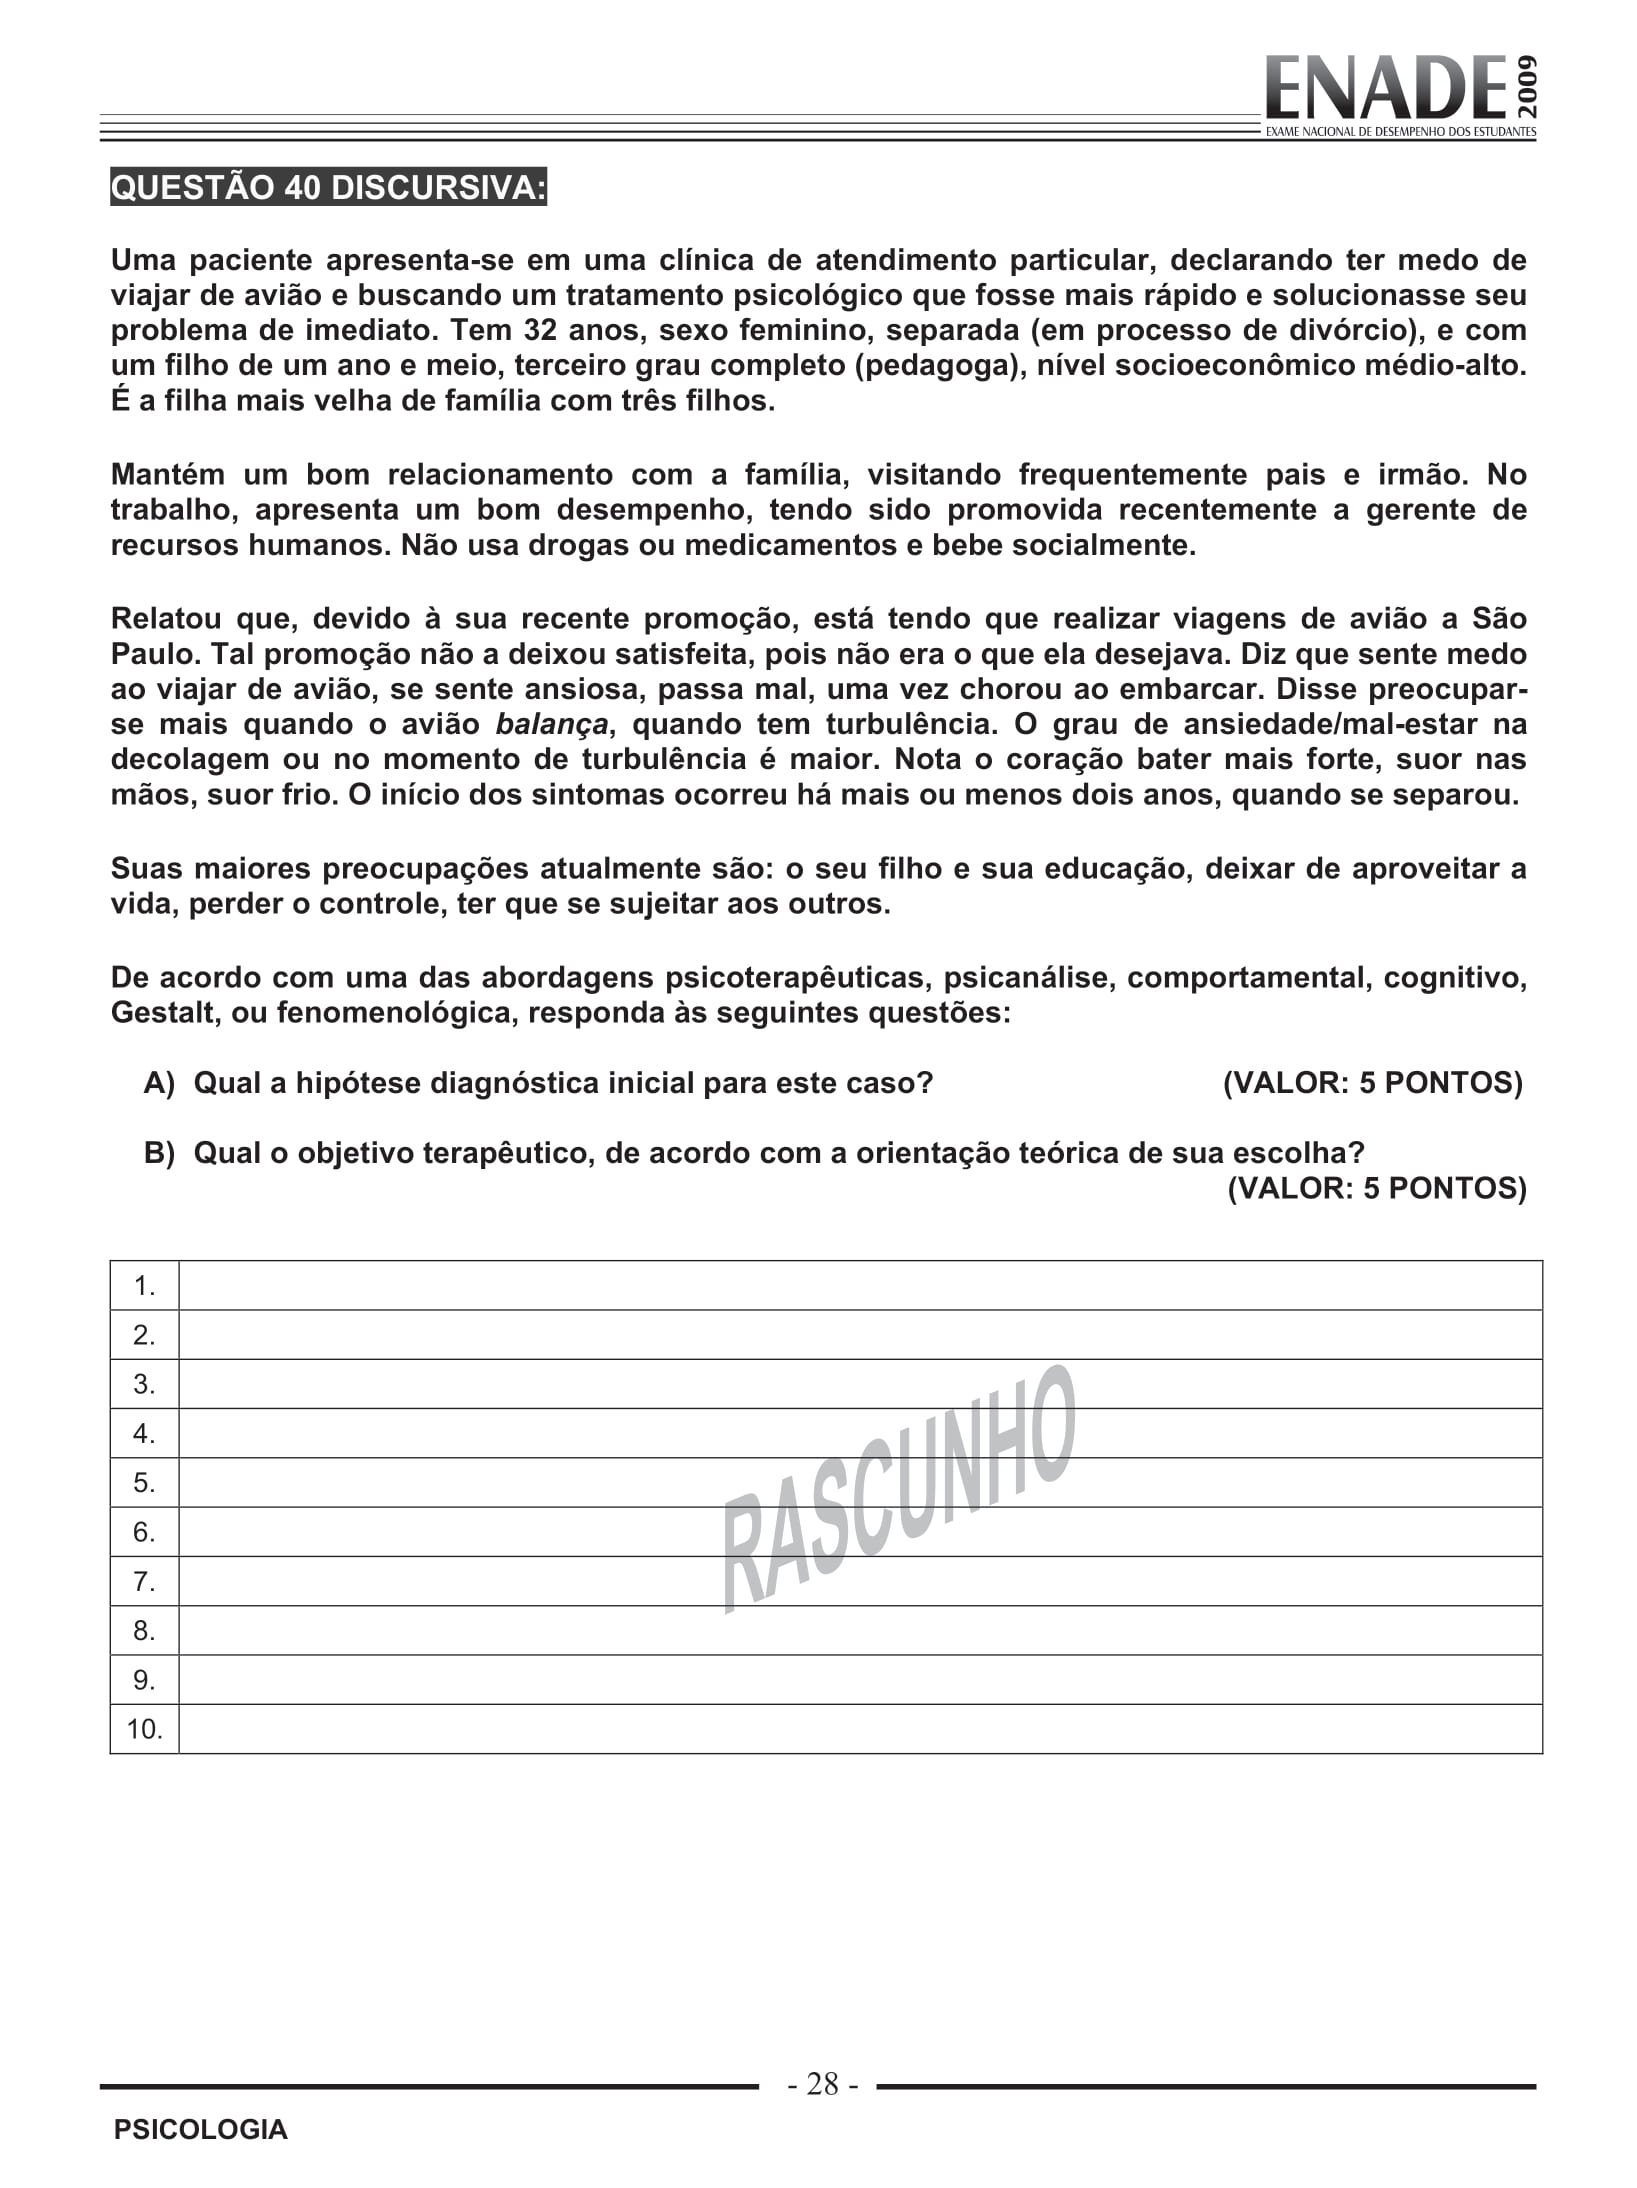 ENADE 2009
EXAME NACIONAL DE DESEMPENHO DOS ESTUDANTES
QUESTÃO 40 DISCURSIVA:
Uma paciente apresenta-se em uma clínica de atendimento particular, declarando ter medo de
viajar de avião e buscando um tratamento psicológico que fosse mais rápido e solucionasse seu
problema de imediato. Tem 32 anos, sexo feminino, separada (em processo de divórcio), e com
um filho de um ano e meio, terceiro grau completo (pedagoga), nível socioeconômico médio-alto.
É a filha mais velha de família com três filhos.
Mantém um bom relacionamento com a família, visitando frequentemente pais e irmão. No
trabalho, apresenta um bom desempenho, tendo sido promovida recentemente a gerente de
recursos humanos. Não usa drogas ou medicamentos e bebe socialmente.
Relatou que, devido à sua recente promoção, está tendo que realizar viagens de avião a São
Paulo. Tal promoção não a deixou satisfeita, pois não era o que ela desejava. Diz que sente medo
ao viajar de avião, se sente ansiosa, passa mal, uma vez chorou ao embarcar. Disse preocupar-
se mais quando o avião balança, quando tem turbulência. O grau de ansiedade/mal-estar na
decolagem ou no momento de turbulência é maior. Nota o coração bater mais forte, suor nas
mãos, suor frio. O início dos sintomas ocorreu há mais ou menos dois anos, quando se separou.
Suas maiores preocupações atualmente são: o seu filho e sua educação, deixar de aproveitar a
vida, perder o controle, ter que se sujeitar aos outros.
De acordo com uma das abordagens psicoterapêuticas, psicanálise, comportamental, cognitivo,
Gestalt, ou fenomenológica, responda às seguintes questões:
A) Qual a hipótese diagnóstica inicial para este caso? (VALOR: 5 PONTOS)
B) Qual o objetivo terapêutico, de acordo com a orientação teórica de sua escolha?
(VALOR: 5 PONTOS)
1.
2.
3.
4.
5.
6.
7.
8.
9.
10.
RASCUNHO
- 28 -
PSICOLOGIA